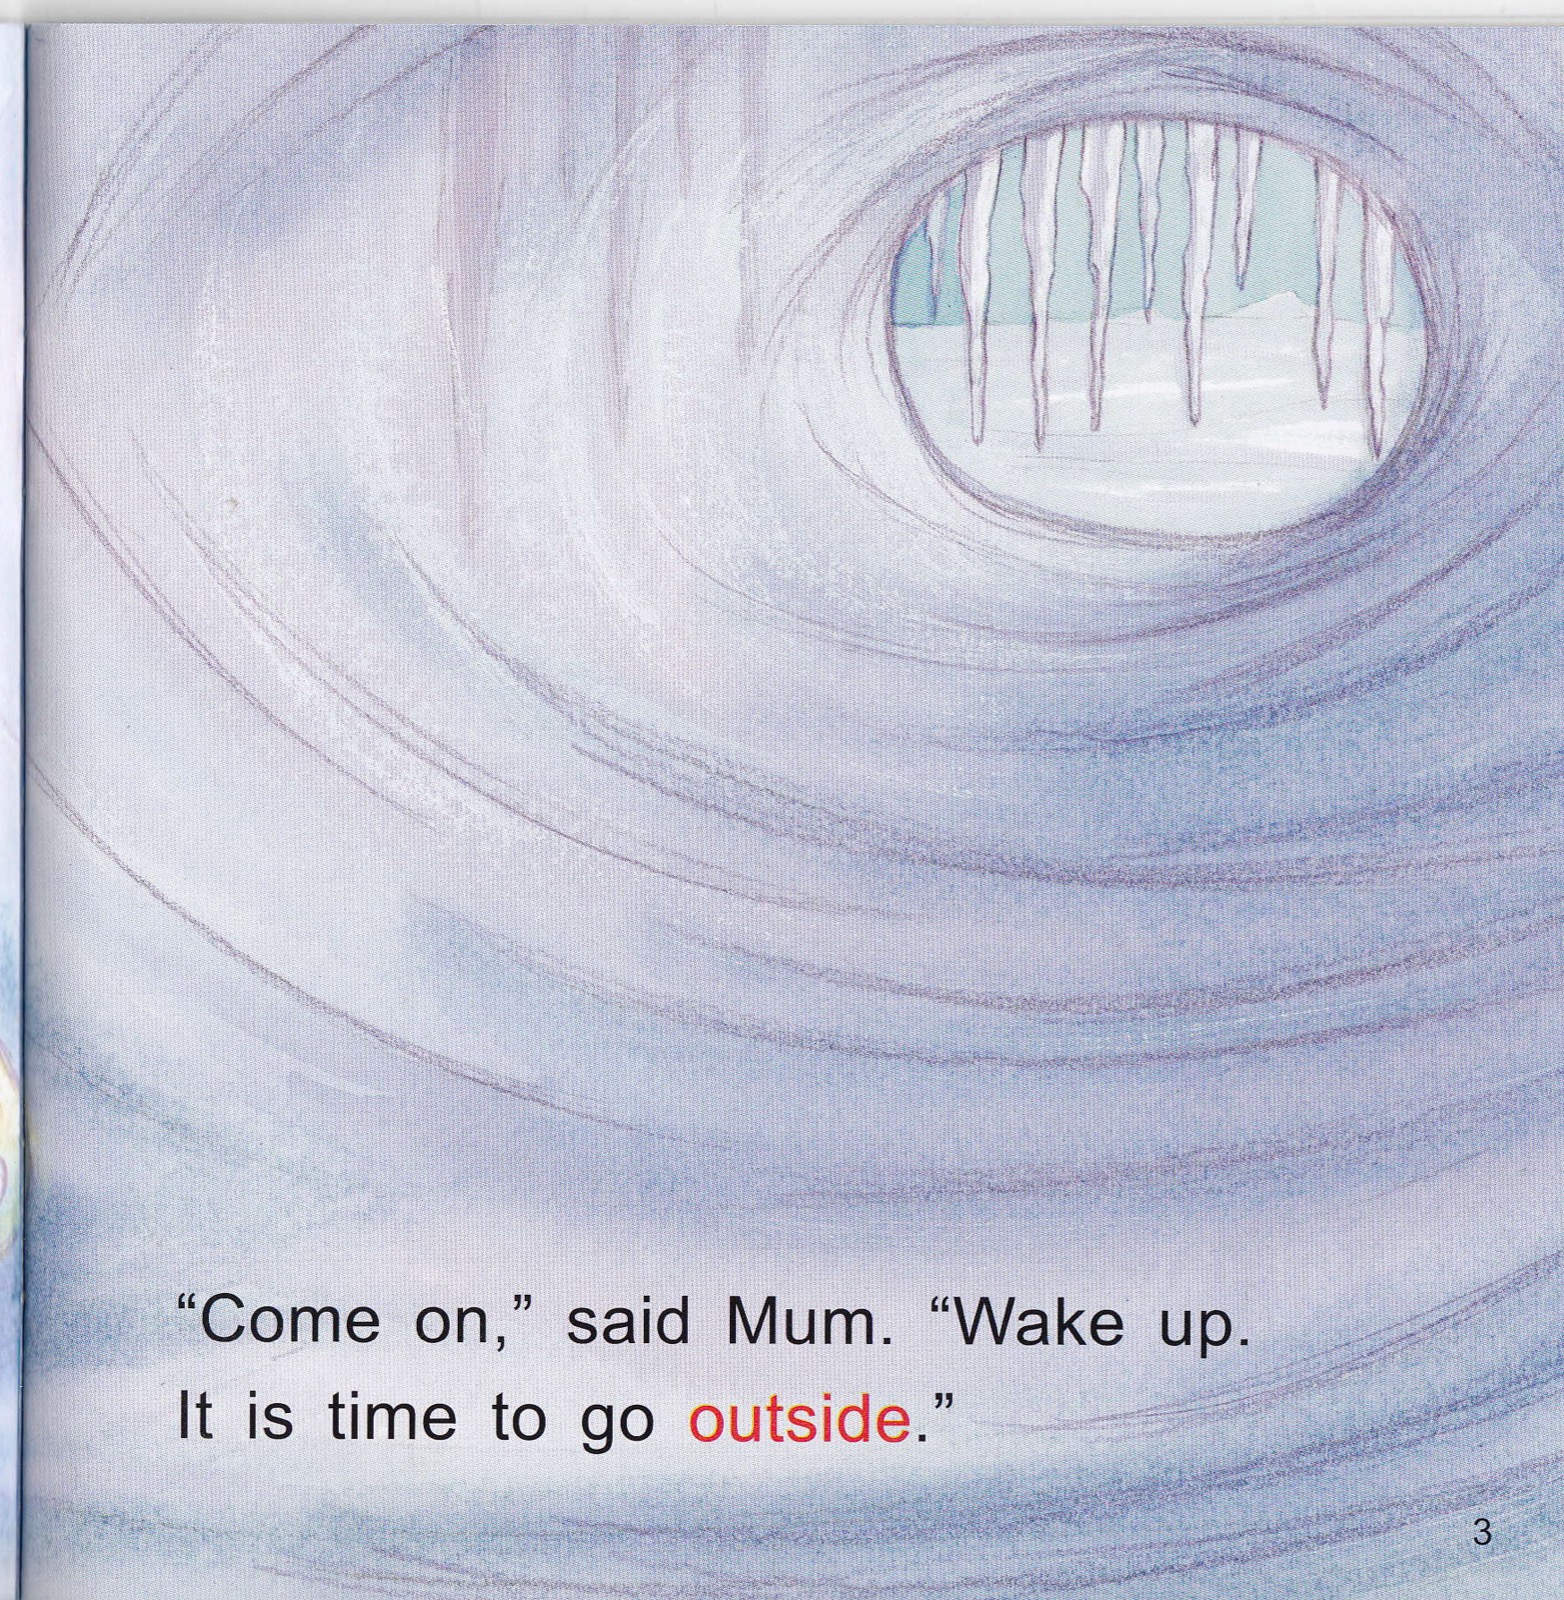 “Come on,” said Mum. “Wake up.
It is time to go outside.”
3